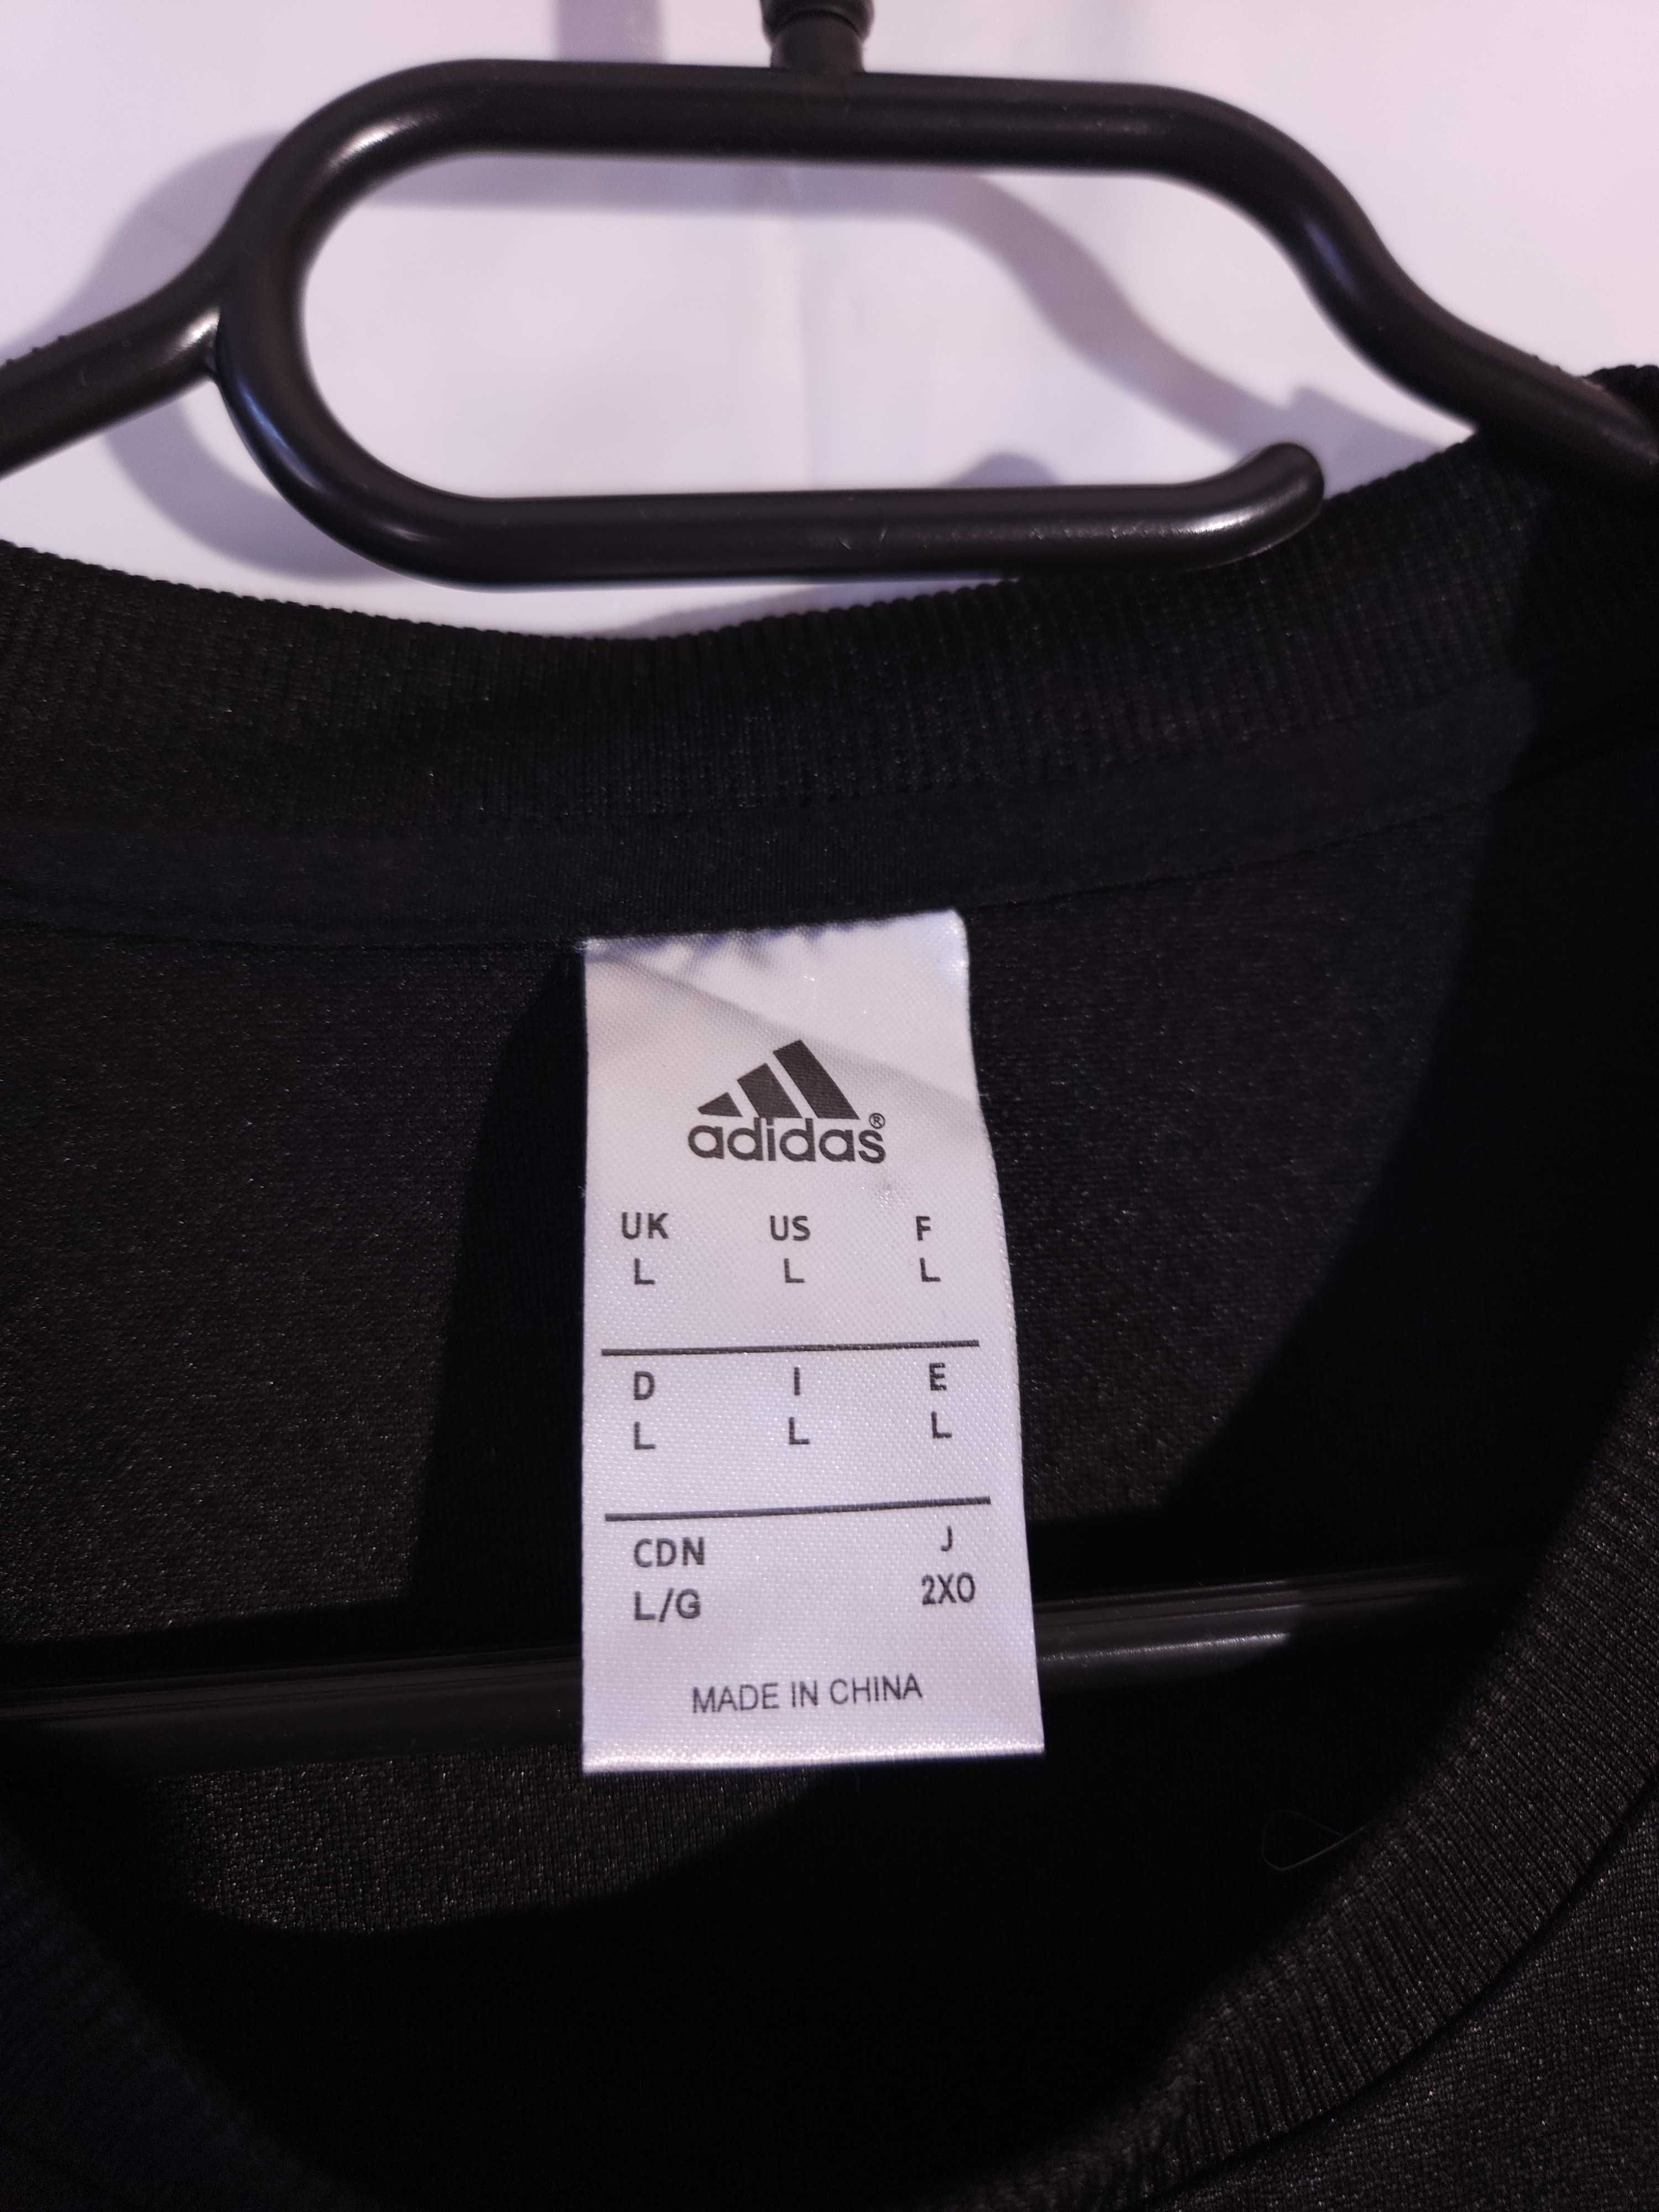 adidas®
UK US F
L L L
D I E
L L L
CDN J
L/G 2XO
MADE IN CHINA